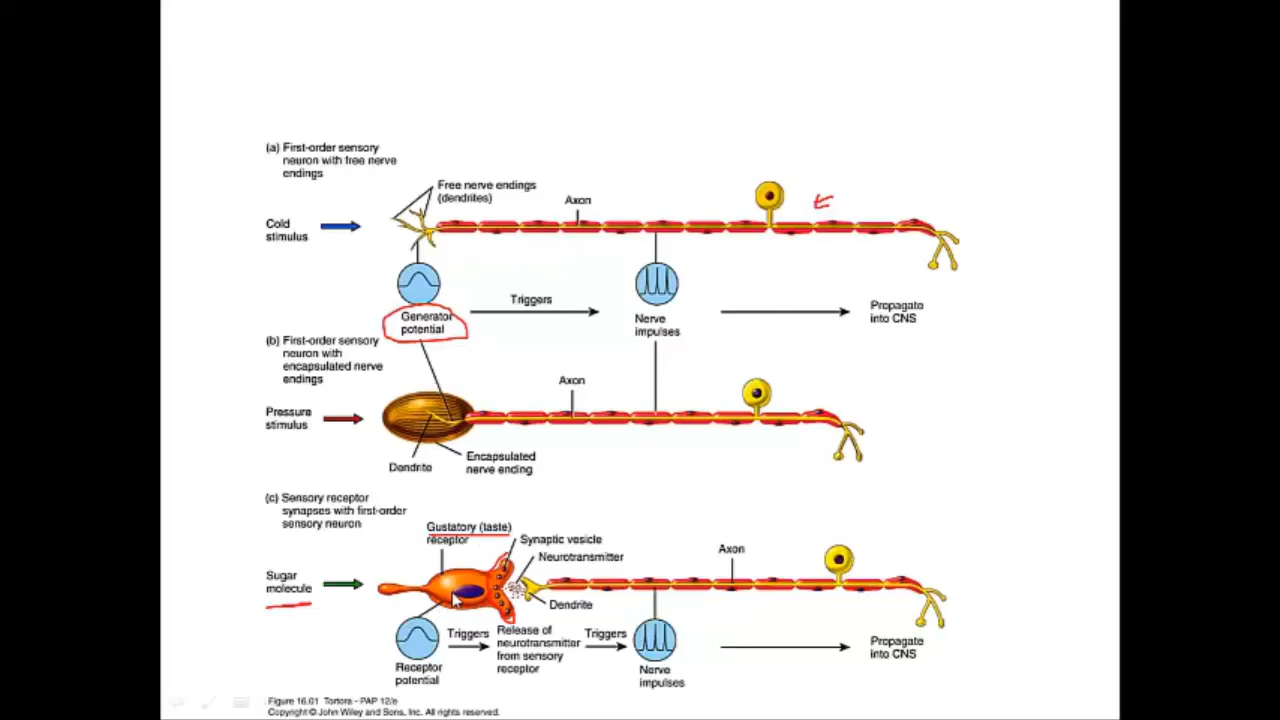 (a) First-order sensory
neuron with free nerve
endings
Free nerve endings
(dendrites)
Axon
Cold
stimulus
Generator
potential
Triggers
Nerve
impulses
Propagate
into CNS
(b) First-order sensory
neuron with
encapsulated nerve
endings
Axon
Pressure
stimulus
Dendrite
Encapsulated
nerve ending
(c) Sensory receptor
synapses with first-order
sensory neuron
Gustatory (taste)
receptor
Synaptic vesicle
Neurotransmitter
Axon
Sugar
molecule
Dendrite
Triggers
Release of
neurotransmitter
from sensory
receptor
Triggers
Receptor
potential
Nerve
impulses
Propagate
into CNS
Figure 16.01 Tortora - PAP 12/e
Copyright © John Wiley and Sons, Inc. All rights reserved.